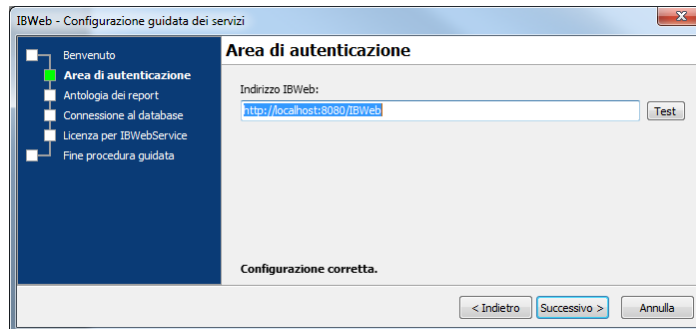 IBWeb - Configurazione guidata dei servizi
Benvenuto
Area di autenticazione
Antologia dei report
Connessione al database
Licenza per IBWebService
Fine procedura guidata
Area di autenticazione
Indirizzo IBWeb:
http://localhost:8080/IBWeb
Test
Configurazione corretta.
< Indietro
Successivo >
Annulla